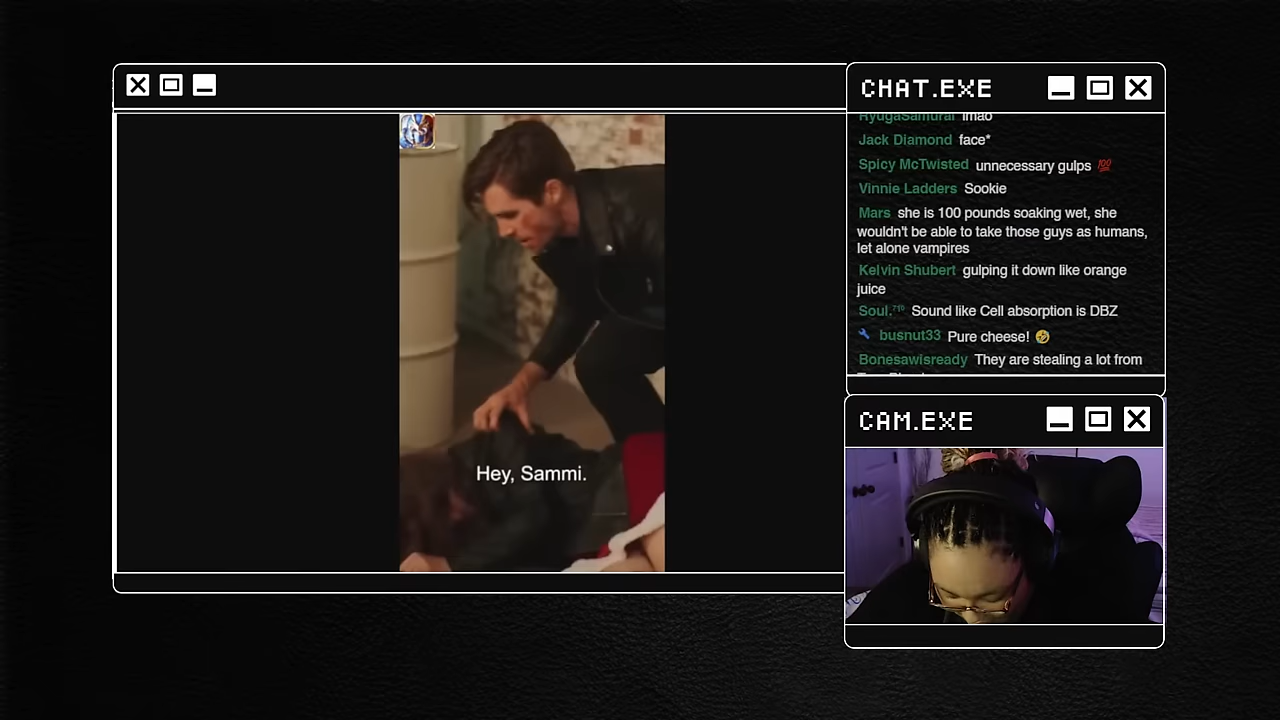 Hey, Sammi.
CHAT.EXE
RyugaSamurai lmao
Jack Diamond face*
Spicy McTwisted unnecessary gulps 💯
Vinnie Ladders Sookie
Mars she is 100 pounds soaking wet, she
wouldn't be able to take those guys as humans,
let alone vampires
Kelvin Shubert gulping it down like orange
juice
Soul.⁷¹⁶ Sound like Cell absorption is DBZ
busnut33 Pure cheese! 🤣
Bonesawisready They are stealing a lot from
CAM.EXE